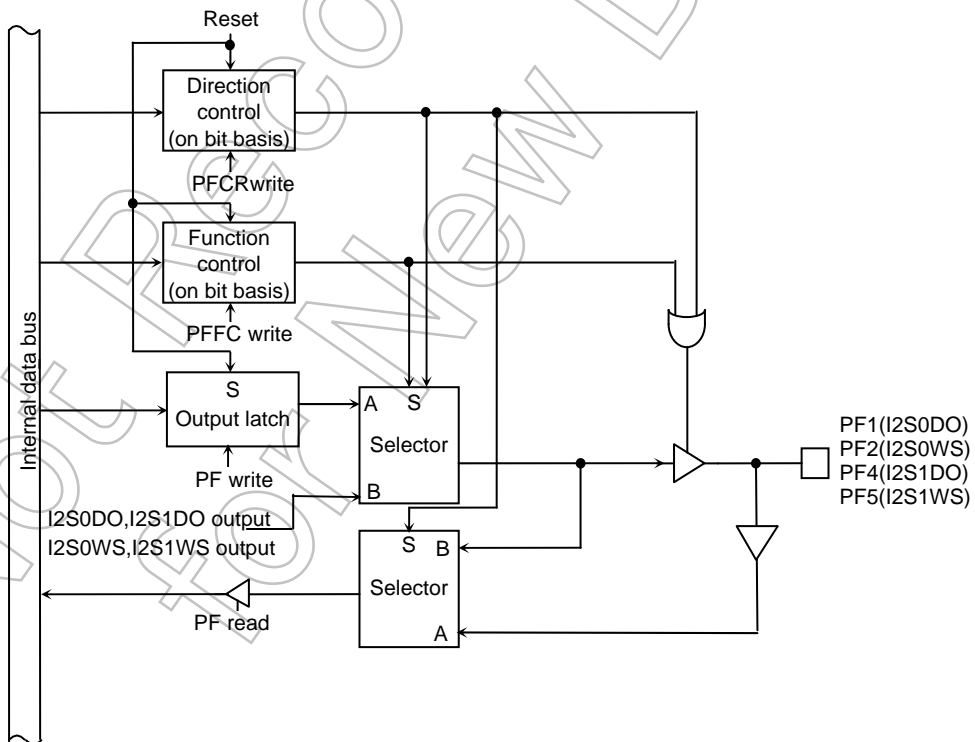 Reset
Direction
control
(on bit basis)
PFCRwrite
Function
control
(on bit basis)
PFFC write
Internal data bus
S
Output latch
PF write
A
S
Selector
B
I2S0DO,I2S1DO output
I2S0WS,I2S1WS output
S
B
Selector
A
PF read
PF1(I2S0DO)
PF2(I2S0WS)
PF4(I2S1DO)
PF5(I2S1WS)